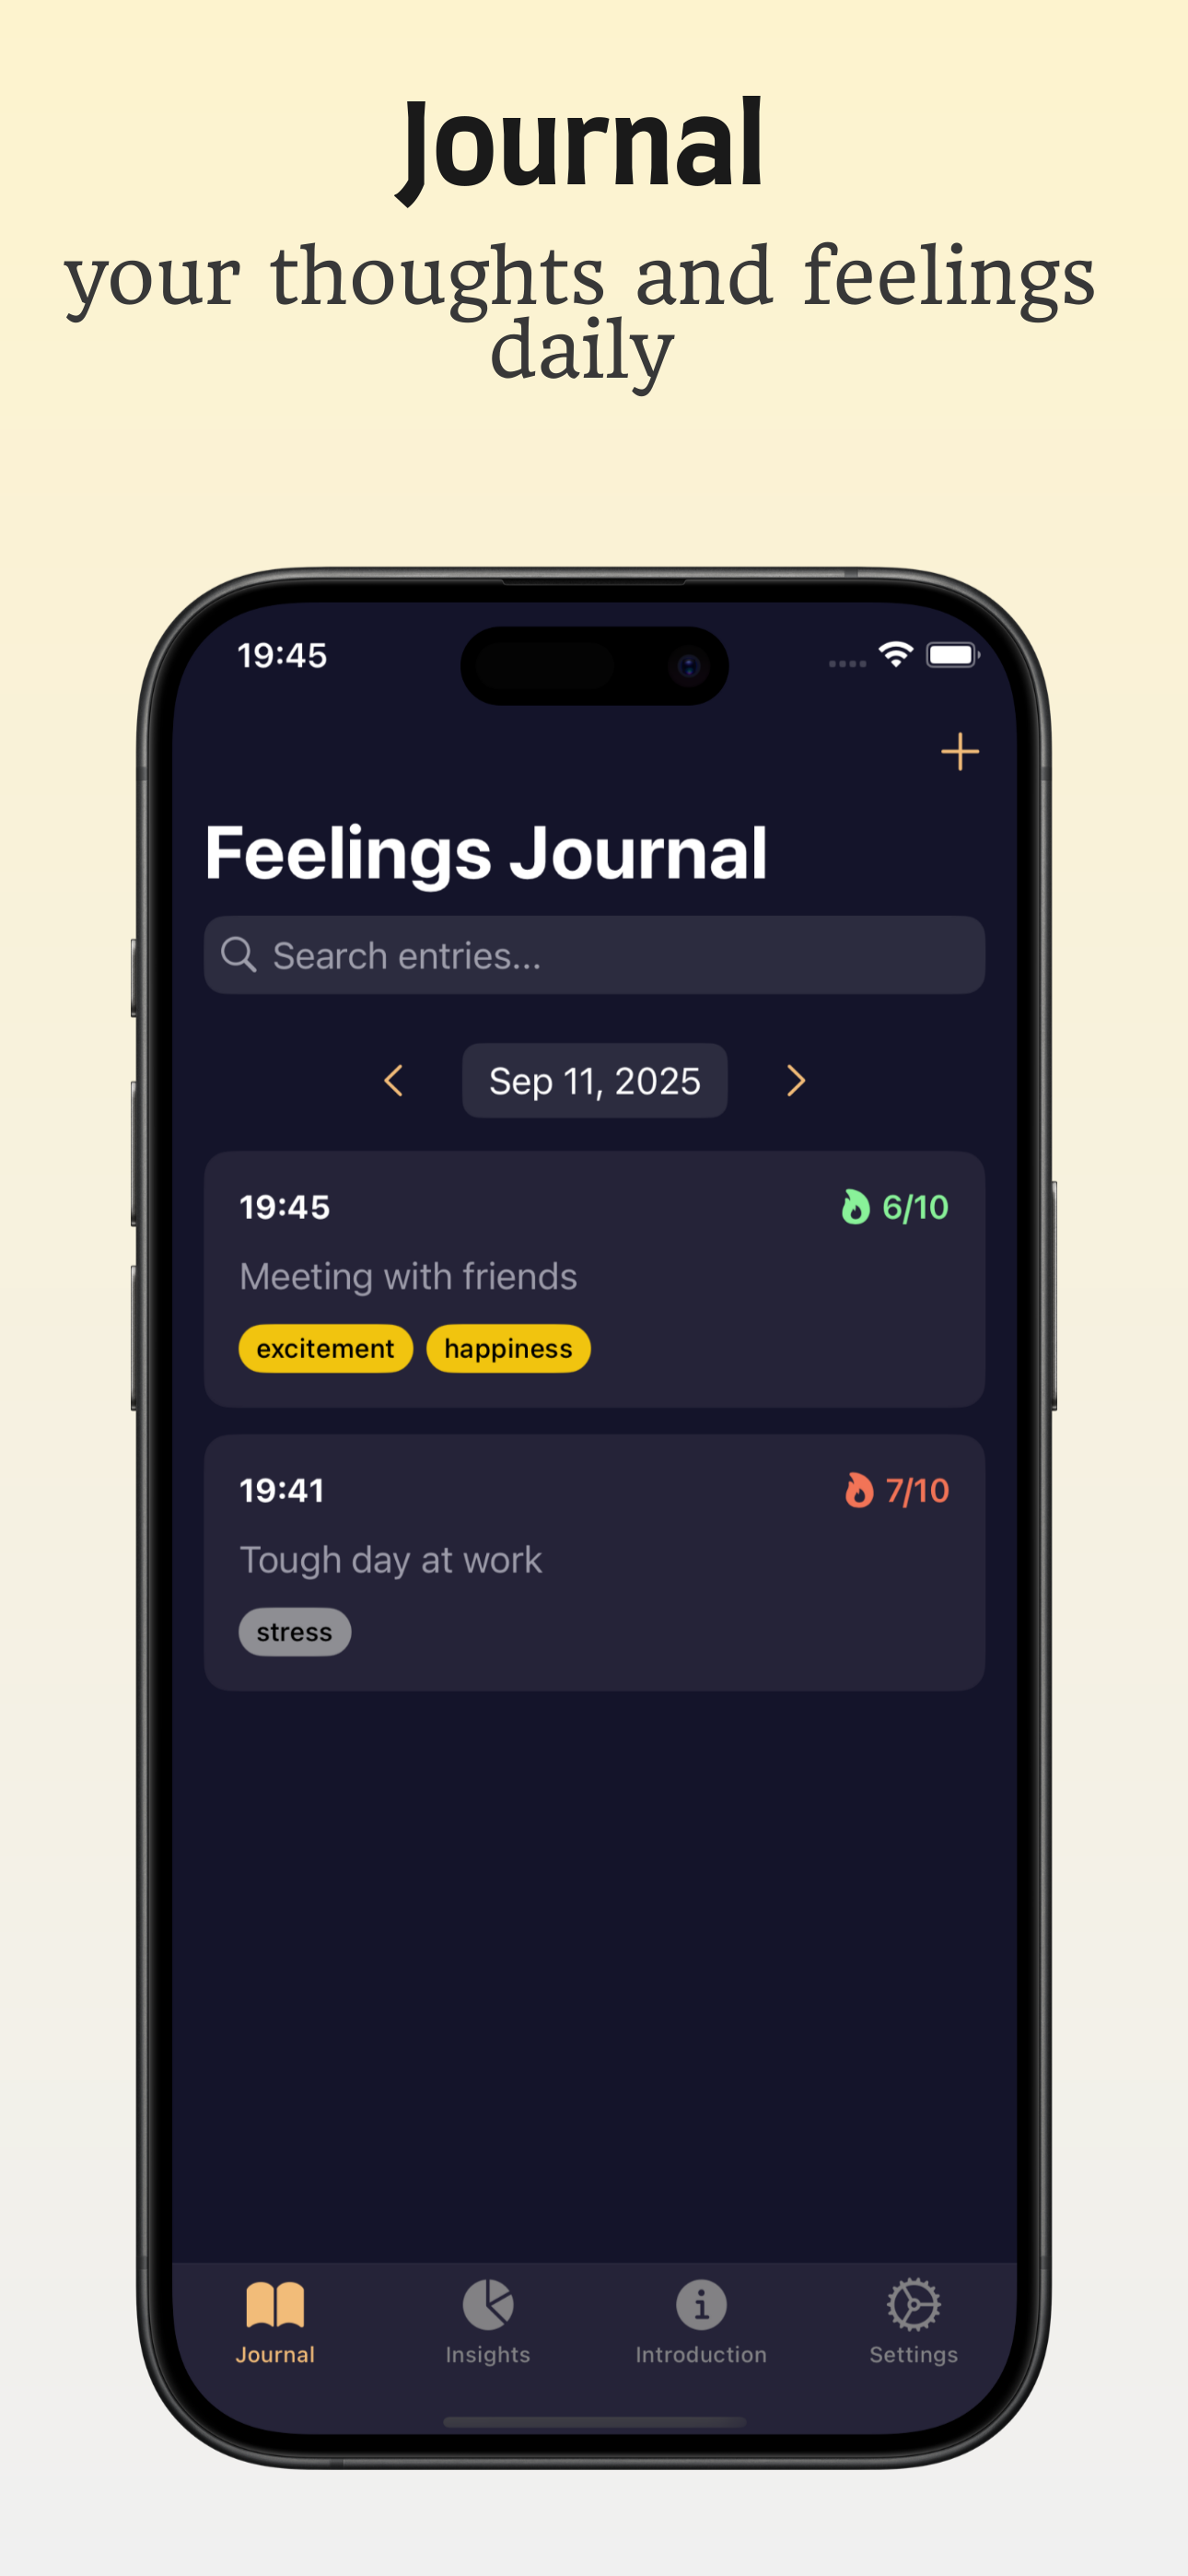 Journal
your thoughts and feelings
daily
19:45
Feelings Journal
Search entries...
Sep 11, 2025
19:45 6/10
Meeting with friends
excitement happiness
19:41 7/10
Tough day at work
stress
Journal Insights Introduction Settings